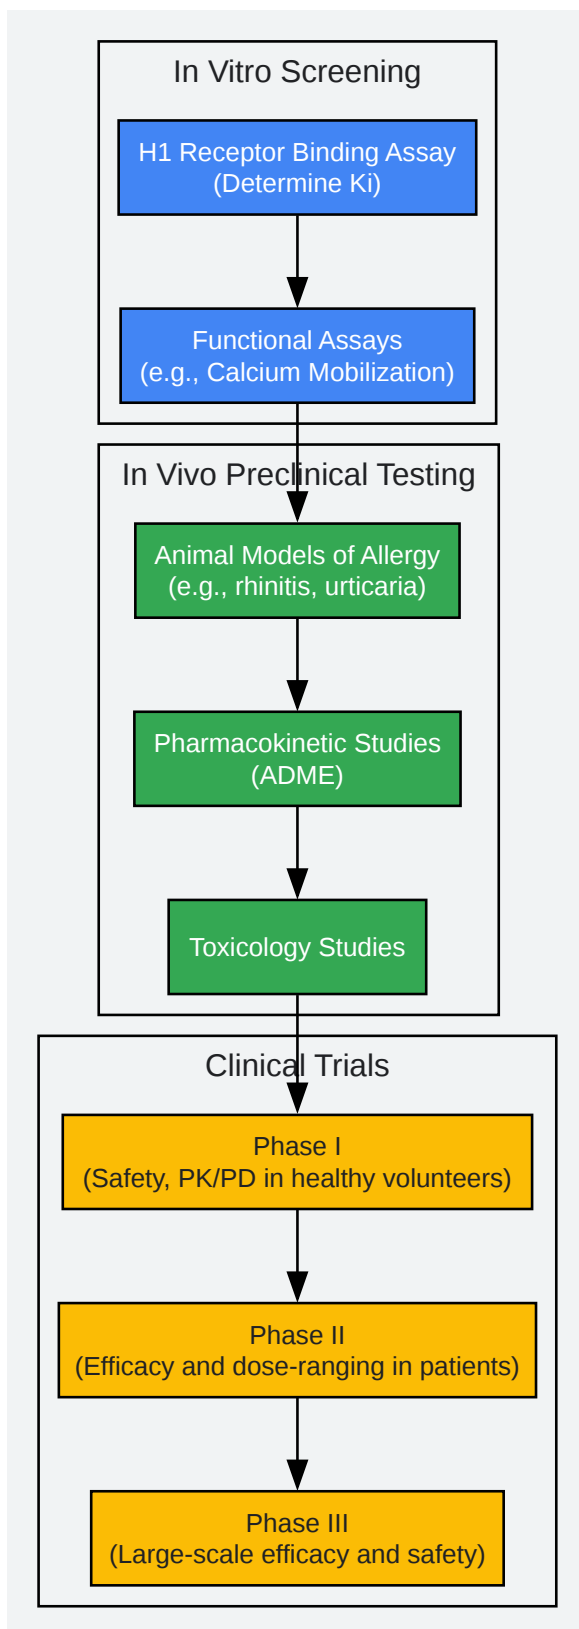 In Vitro Screening
H1 Receptor Binding Assay
(Determine Ki)
Functional Assays
(e.g., Calcium Mobilization)
In Vivo Preclinical Testing
Animal Models of Allergy
(e.g., rhinitis, urticaria)
Pharmacokinetic Studies
(ADME)
Toxicology Studies
Clinical Trials
Phase I
(Safety, PK/PD in healthy volunteers)
Phase II
(Efficacy and dose-ranging in patients)
Phase III
(Large-scale efficacy and safety)